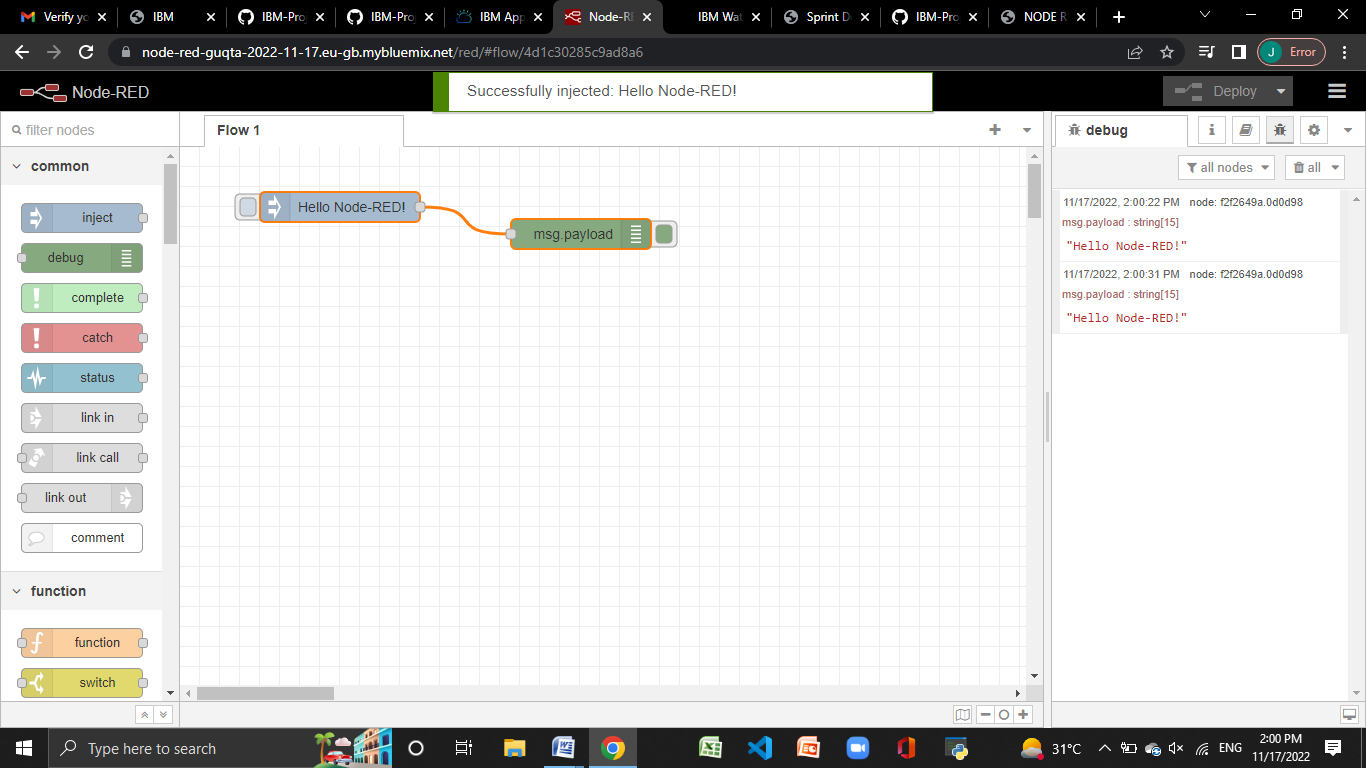 Verify yo
IBM
IBM-Proj
IBM-Proj
IBM App
Node-RE
IBM Wat
Sprint De
IBM-Pro
NODE R
node-red-guqta-2022-11-17.eu-gb.mybluemix.net/red/#flow/4d1c30285c9ad8a6
J
Error
Node-RED
Successfully injected: Hello Node-RED!
Deploy
filter nodes
Flow 1
debug
i
all nodes
all
common
inject
debug
complete
catch
status
link in
link call
link out
comment
function
function
switch
Hello Node-RED!
msg.payload
11/17/2022, 2:00:22 PM node: f2f2649a.0d0d98
msg.payload : string[15]
"Hello Node-RED!"
11/17/2022, 2:00:31 PM node: f2f2649a.0d0d98
msg.payload : string[15]
"Hello Node-RED!"
Type here to search
31°C
ENG
2:00 PM
11/17/2022